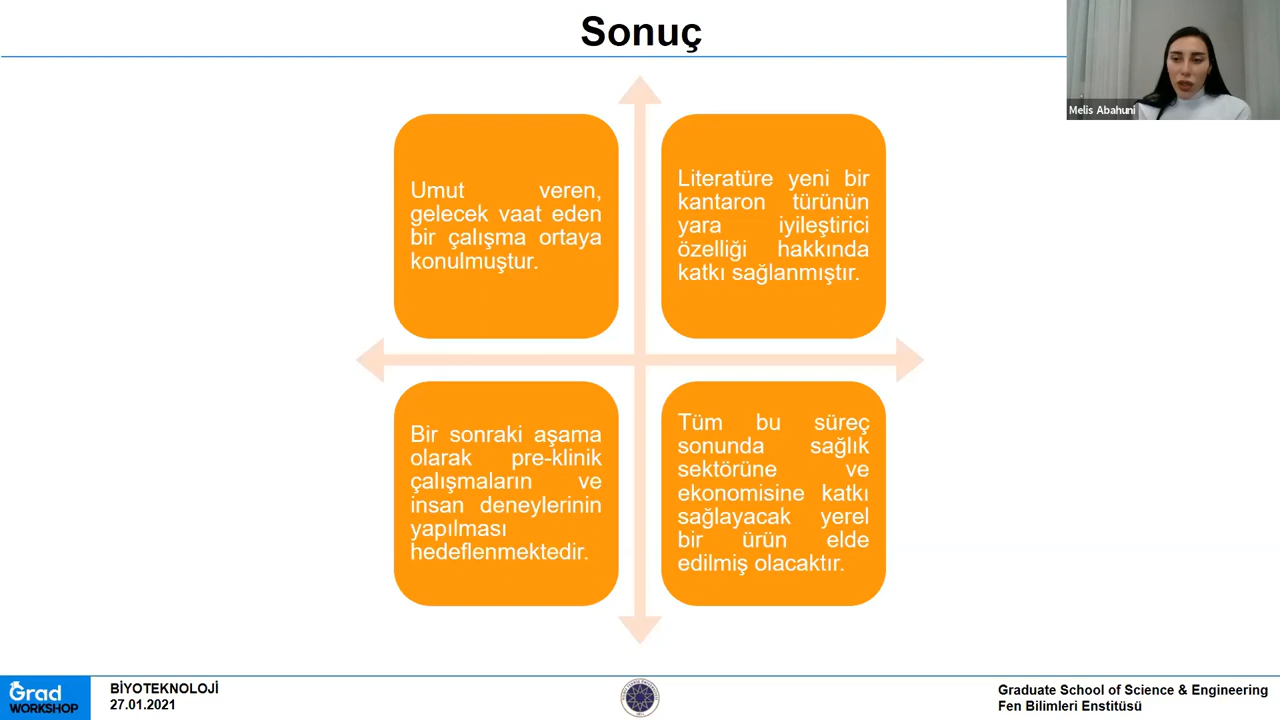 Sonuç
Melis Abahuni
Umut veren,
gelecek vaat eden
bir çalışma ortaya
konulmuştur.
Literatüre yeni bir
kantaron türünün
yara iyileştirici
özelliği hakkında
katkı sağlanmıştır.
Bir sonraki aşama
olarak pre-klinik
çalışmaların ve
insan deneylerinin
yapılması
hedeflenmektedir.
Tüm bu süreç
sonunda sağlık
sektörüne ve
ekonomisine katkı
sağlayacak yerel
bir ürün elde
edilmiş olacaktır.
Grad
WORKSHOP
BİYOTEKNOLOJİ
27.01.2021
Graduate School of Science & Engineering
Fen Bilimleri Enstitüsü